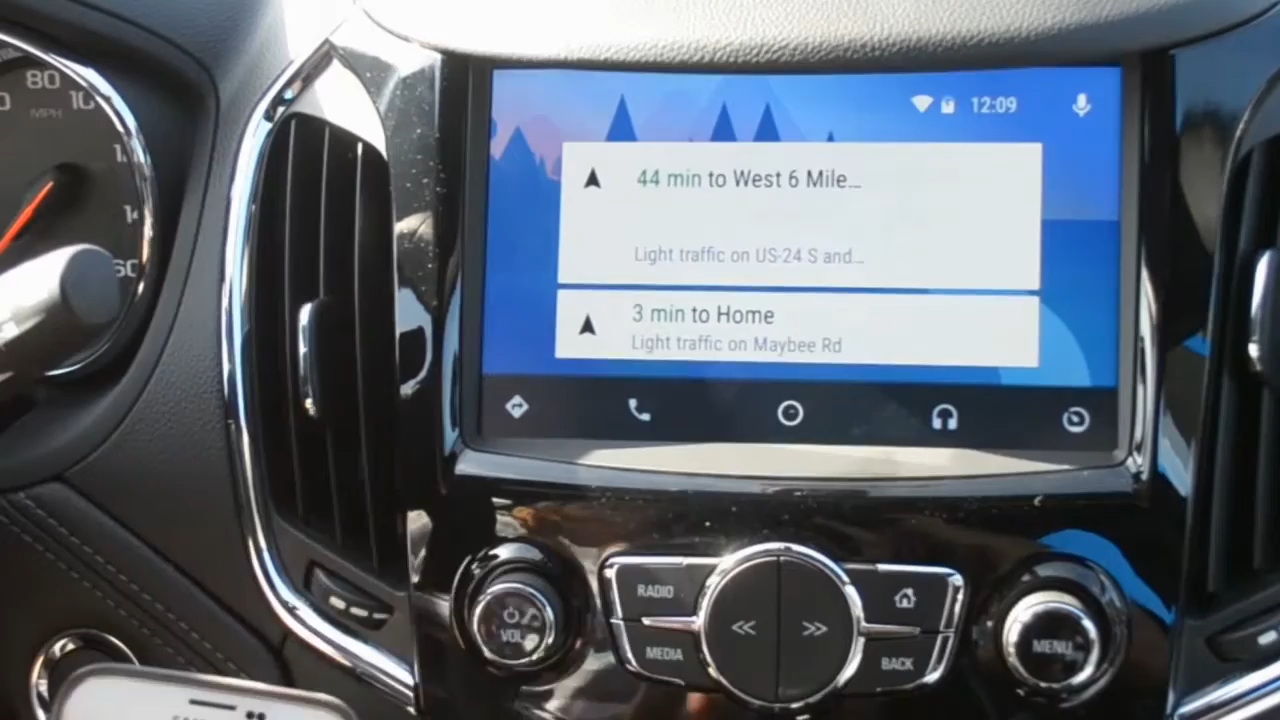 80
MPH
12:09
44 min to West 6 Mile...
Light traffic on US-24 S and...
3 min to Home
Light traffic on Maybee Rd
RADIO
MEDIA
VOL
BACK
MENU